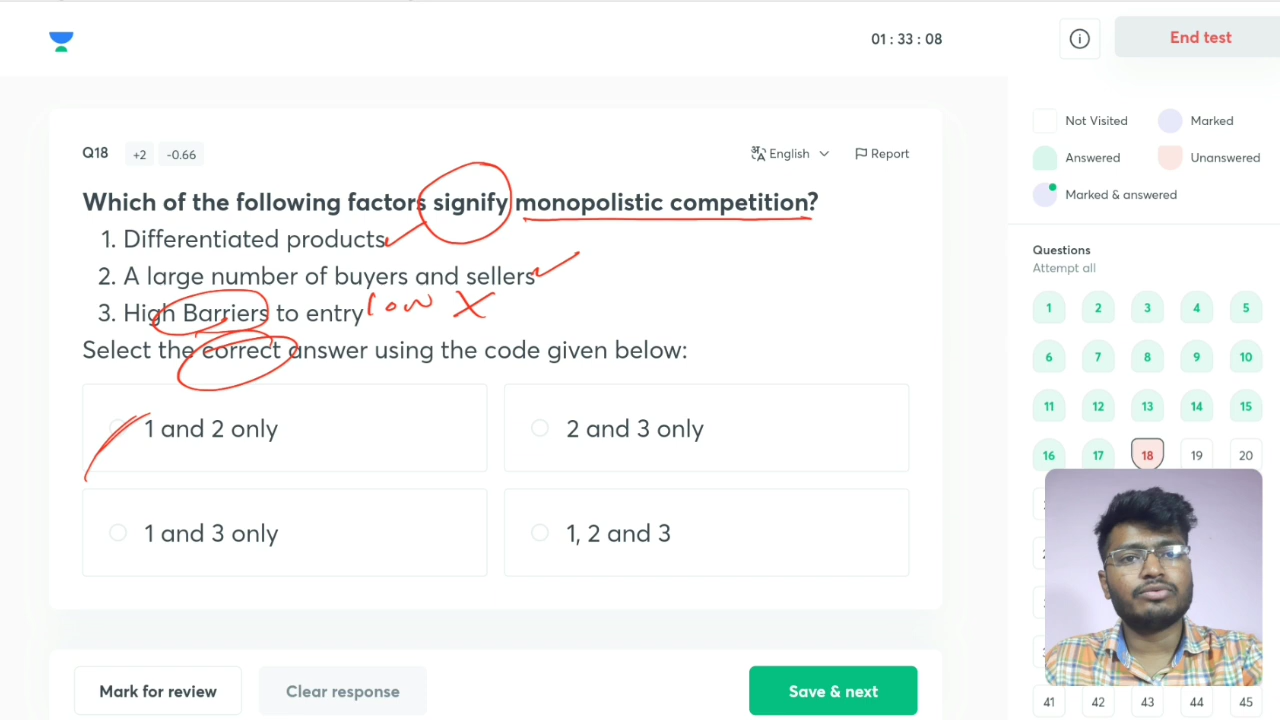 01 : 33 : 08
End test
Not Visited
Marked
Answered
Unanswered
Marked & answered
Q18 +2 -0.66
English
Report
Which of the following factors signify monopolistic competition?
1. Differentiated products
2. A large number of buyers and sellers
3. High Barriers to entry low X
Select the correct answer using the code given below:
1 and 2 only
2 and 3 only
1 and 3 only
1, 2 and 3
Questions
Attempt all
1 2 3 4 5
6 7 8 9 10
11 12 13 14 15
16 17 18 19 20
41 42 43 44 45
Mark for review
Clear response
Save & next